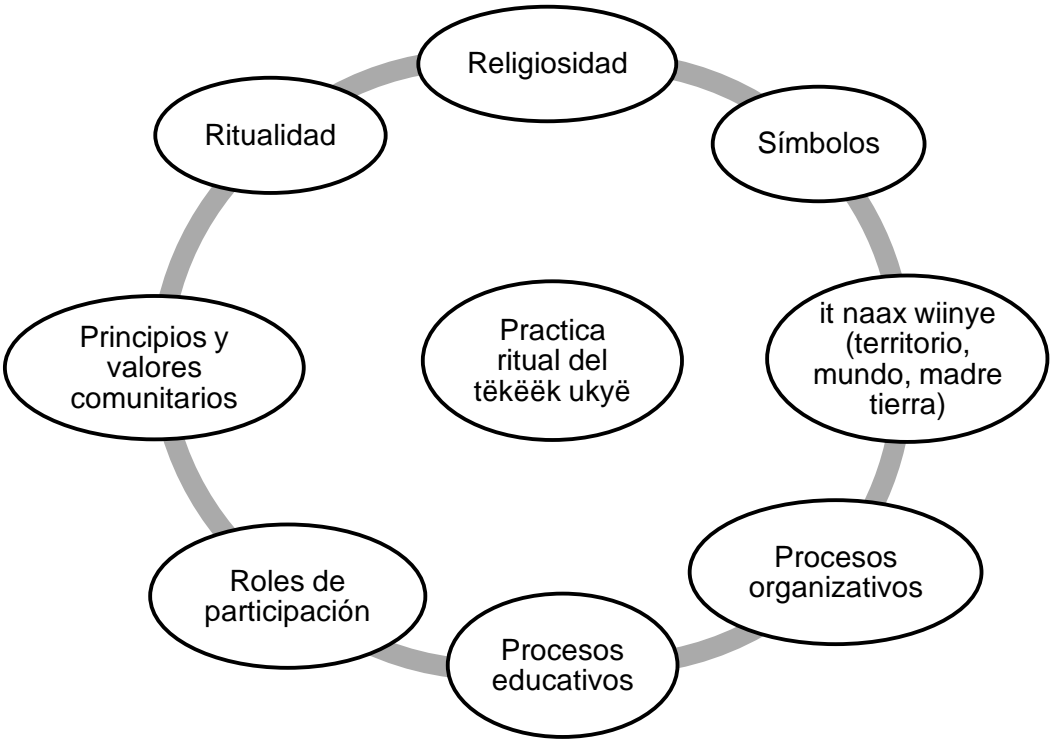 Religiosidad
Símbolos
it naax wiinye
(territorio,
mundo, madre
tierra)
Procesos
organizativos
Procesos
educativos
Roles de
participación
Principios y
valores
comunitarios
Ritualidad
Practica
ritual del
tëkëëk ukyë